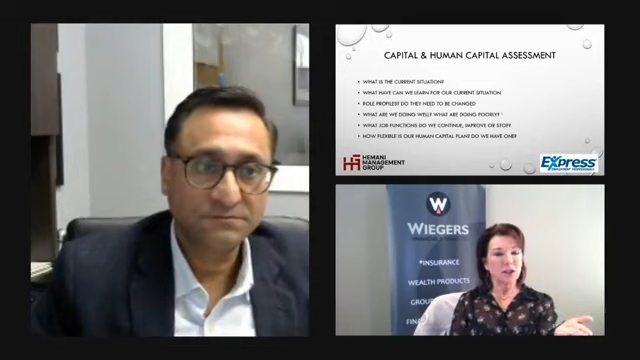 CAPITAL & HUMAN CAPITAL ASSESSMENT
• WHAT IS THE CURRENT SITUATION?
• WHAT HAVE CAN WE LEARN FOR OUR CURRENT SITUATION
• ROLE PROFILES? DO THEY NEED TO BE CHANGED
• WHAT ARE WE DOING WELL? WHAT ARE DOING POORLY?
• WHAT JOB FUNCTIONS DO WE CONTINUE, IMPROVE OR STOP?
• HOW FLEXIBLE IS OUR HUMAN CAPITAL PLAN? DO WE HAVE ONE?
HEMANI
MANAGEMENT
GROUP
Express
EMPLOYMENT PROFESSIONALS
W
WIEGERS
FINANCIAL
*INSURANCE
WEALTH PRODUCTS
GROU
FINA